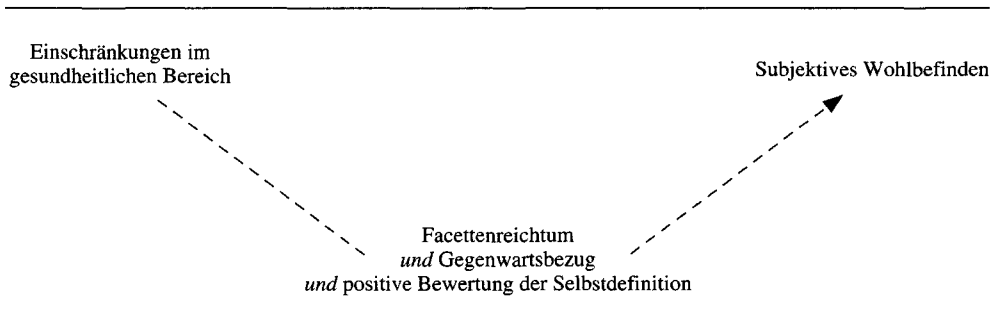 Einschränkungen im
gesundheitlichen Bereich
Subjektives Wohlbefinden
Facettenreichtum
und Gegenwartsbezug
und positive Bewertung der Selbstdefinition